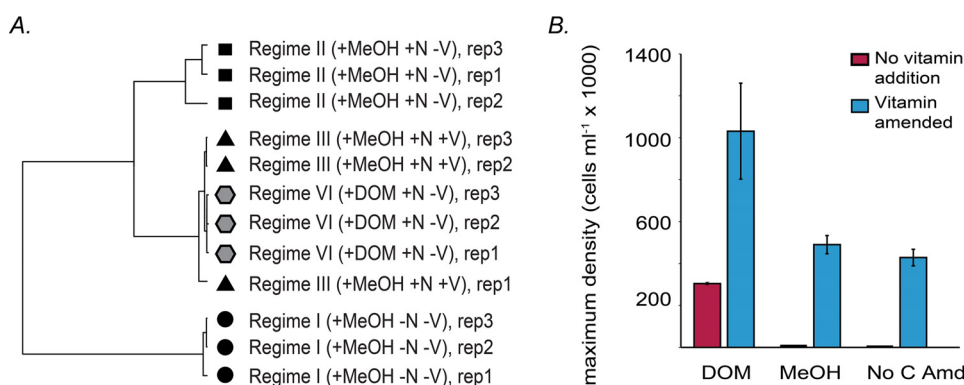 A.
Regime II (+MeOH +N -V), rep3
Regime II (+MeOH +N -V), rep1
Regime II (+MeOH +N -V), rep2
Regime III (+MeOH +N +V), rep3
Regime III (+MeOH +N +V), rep2
Regime VI (+DOM +N -V), rep3
Regime VI (+DOM +N -V), rep2
Regime VI (+DOM +N -V), rep1
Regime III (+MeOH +N +V), rep1
Regime I (+MeOH -N -V), rep3
Regime I (+MeOH -N -V), rep2
Regime I (+MeOH -N -V), rep1
B.
maximum density (cells ml⁻¹ x 1000)
1400
1000
600
200
No vitamin
addition
Vitamin
amended
DOM MeOH No C Amd